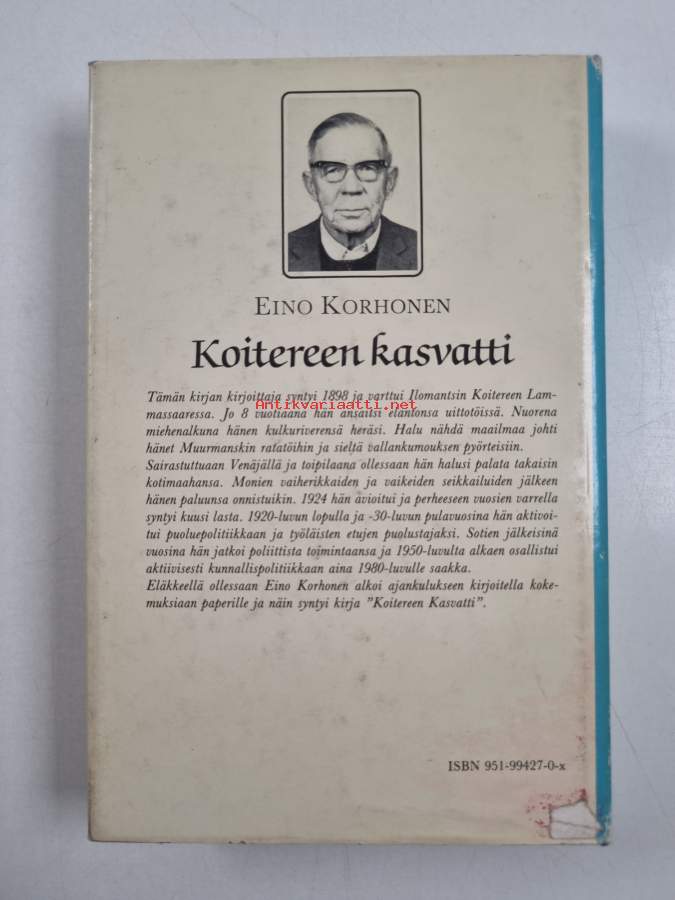 EINO KORHONEN
Koitereen kasvatti
Tämän kirjan kirjoittaja syntyi 1898 ja varttui Ilomantsin Koitereen Lam-
massaaressa. Jo 8 vuotiaana hän ansaitsi elantonsa uittotöissä. Nuorena
Antikvariaatti.net
miehenalkuna hänen kulkuriverensä heräsi. Halu nähdä maailmaa johti
hänet Muurmanskin ratatöihin ja sieltä vallankumouksen pyörteisiin.
Sairastuttuaan Venäjällä ja toipilaana ollessaan hän halusi palata takaisin
kotimaahansa. Monien vaiherikkaiden ja vaikeiden seikkailuiden jälkeen
hänen paluunsa onnistuikin. 1924 hän avioitui ja perheeseen vuosien varrella
syntyi kuusi lasta. 1920-luvun lopulla ja -30-luvun pulavuosina hän aktivoi-
tui puoluepolitiikkaan ja työläisten etujen puolustajaksi. Sotien jälkeisinä
vuosina hän jatkoi poliittista toimintaansa ja 1950-luvulta alkaen osallistui
aktiivisesti kunnallispolitiikkaan aina 1980-luvulle saakka.
Eläkkeellä ollessaan Eino Korhonen alkoi ajankulukseen kirjoitella koke-
muksiaan paperille ja näin syntyi kirja "Koitereen Kasvatti".
ISBN 951-99427-0-x